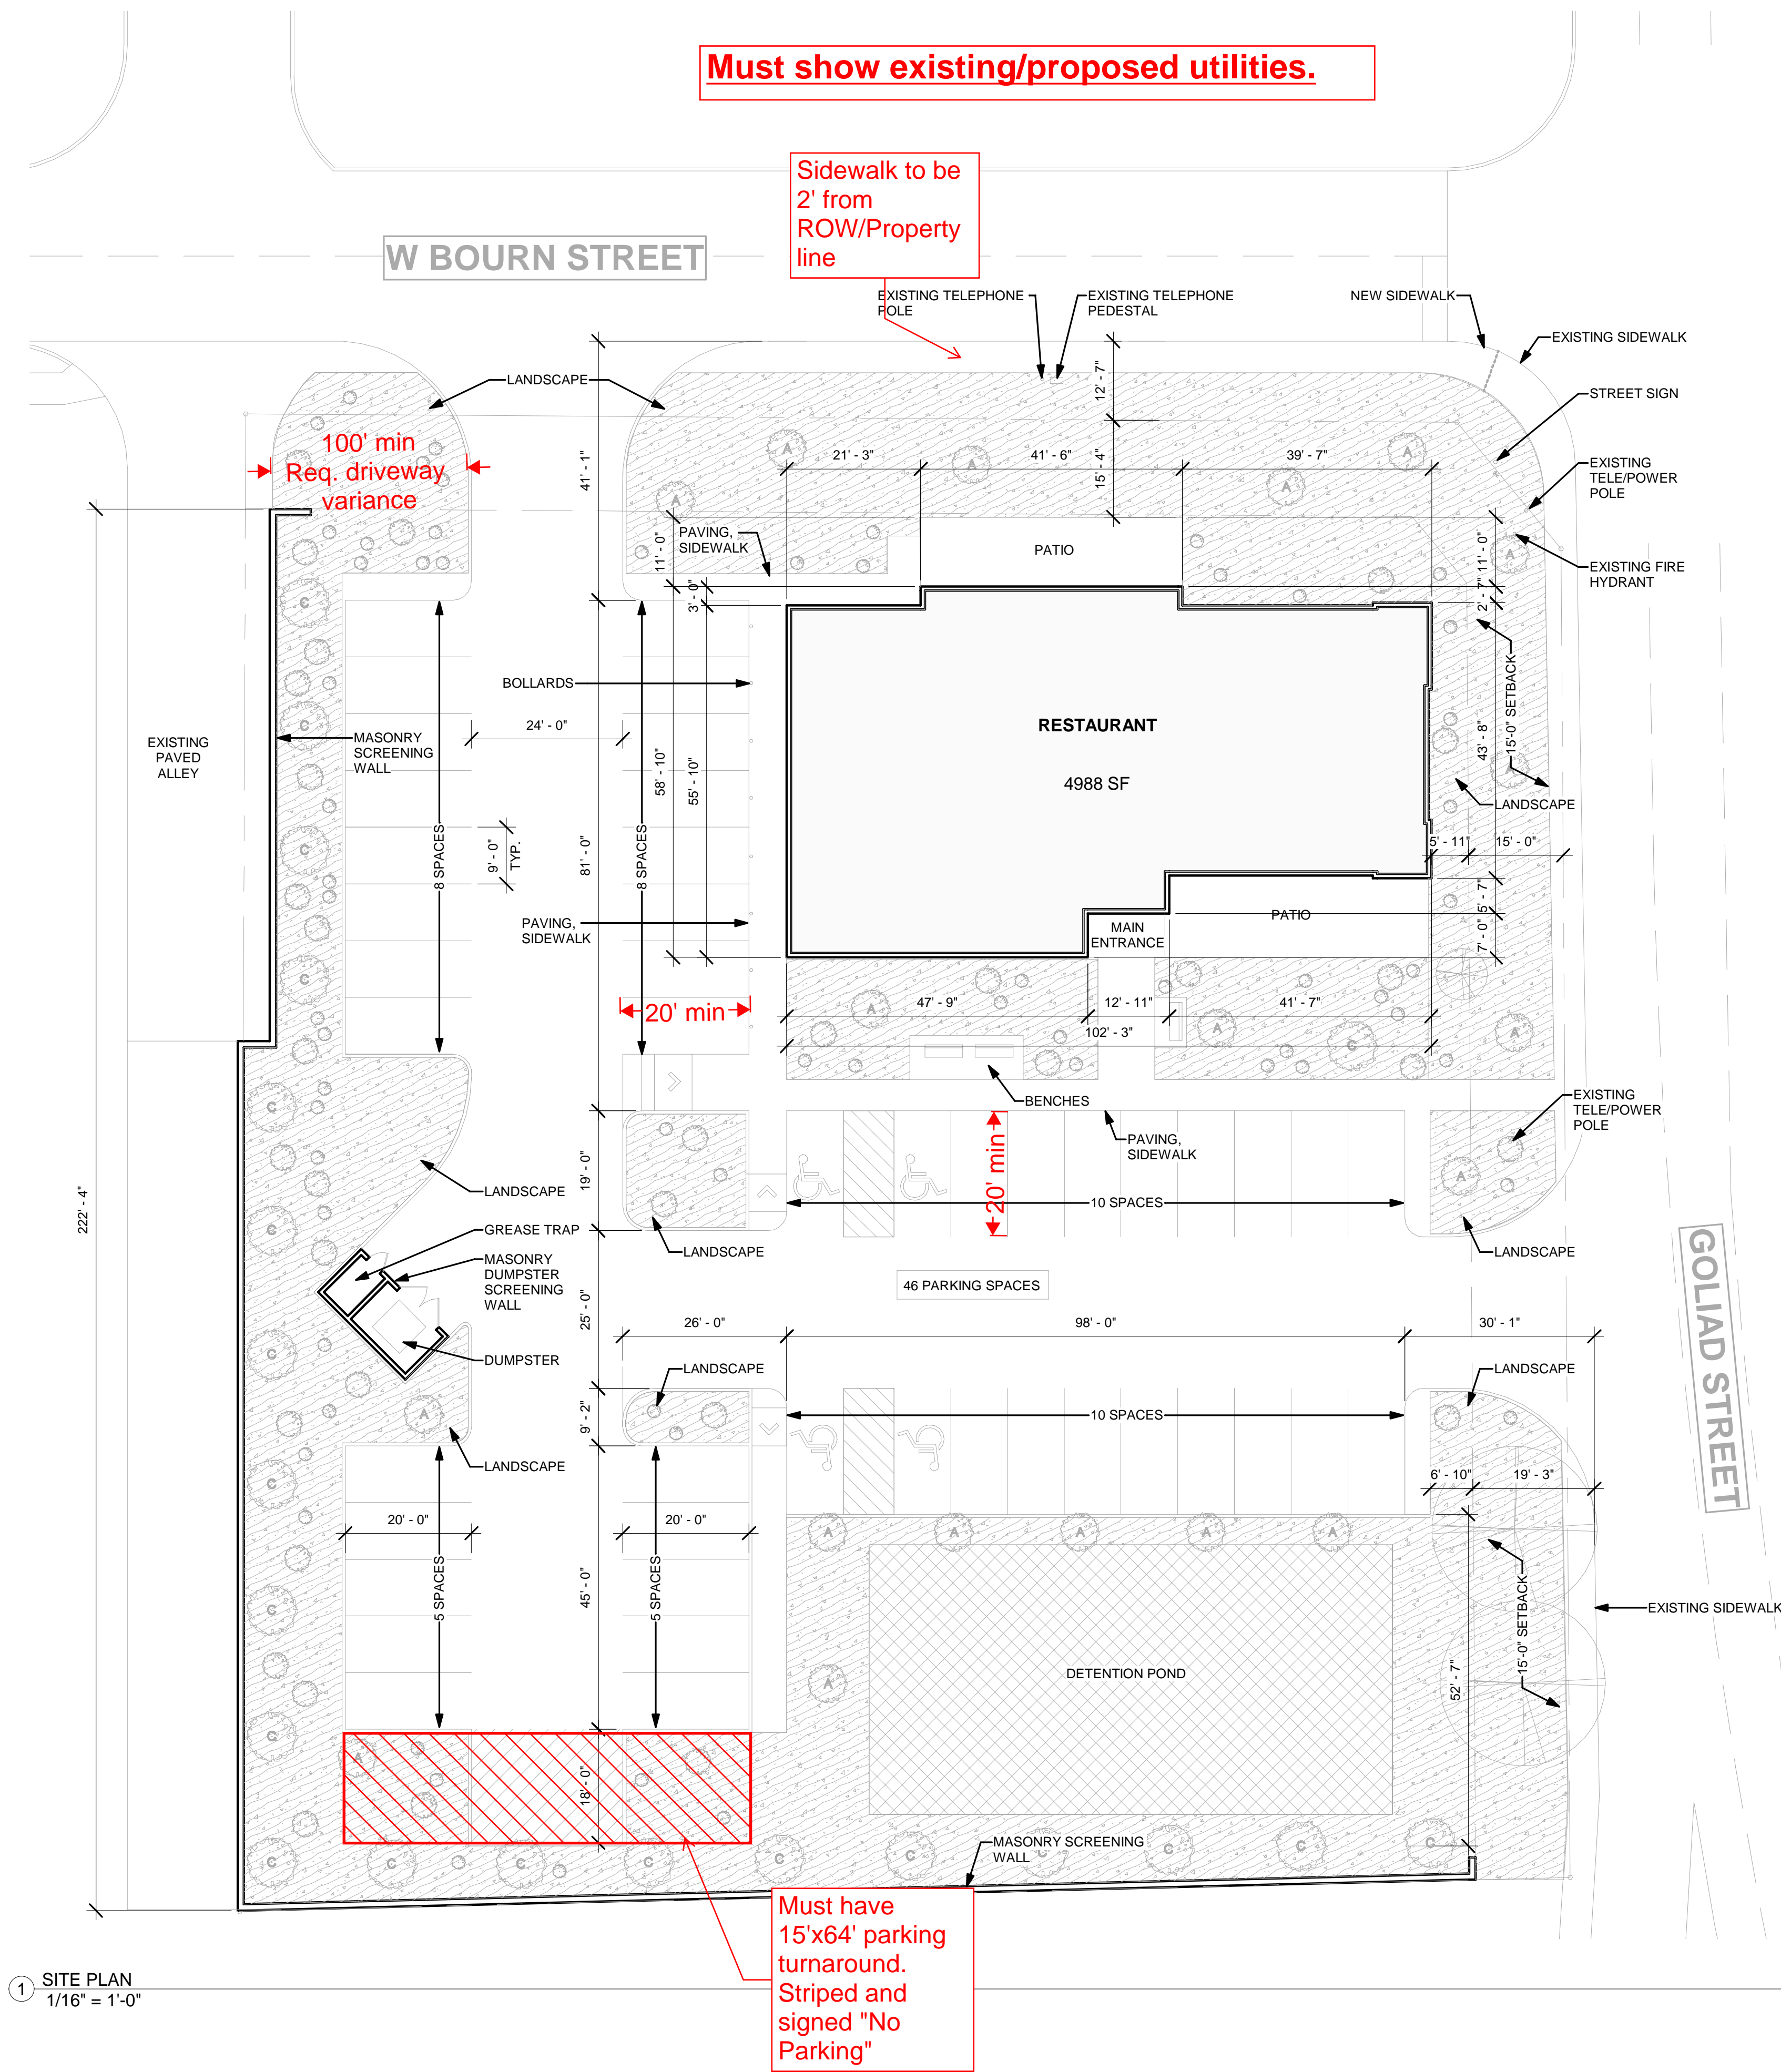 Must show existing/proposed utilities.
Sidewalk to be
2' from
ROW/Property
line
W BOURN STREET
EXISTING TELEPHONE
POLE
EXISTING TELEPHONE
PEDESTAL
NEW SIDEWALK
EXISTING SIDEWALK
LANDSCAPE
STREET SIGN
12' - 7"
100' min
Req. driveway
variance
41' - 1"
21' - 3"
41' - 6"
15' - 4"
39' - 7"
A
A
A
A
A
EXISTING
TELE/POWER
POLE
PAVING,
SIDEWALK
11' - 0"
PATIO
11' - 0"
A
EXISTING FIRE
HYDRANT
3' - 0"
2' - 7"
C
BOLLARDS
RESTAURANT
4988 SF
15'-0" SETBACK
43' - 8"
A
LANDSCAPE
EXISTING
PAVED
ALLEY
MASONRY
SCREENING
WALL
C
24' - 0"
58' - 10"
55' - 10"
8 SPACES
9' - 0"
TYP.
81' - 0"
8 SPACES
C
5' - 11"
15' - 0"
PAVING,
SIDEWALK
MAIN
ENTRANCE
PATIO
5' - 7"
7' - 0"
C
20' min
47' - 9"
12' - 11"
41' - 7"
102' - 3"
A
A
C
A
BENCHES
C
EXISTING
TELE/POWER
POLE
PAVING,
SIDEWALK
20' min
19' - 0"
LANDSCAPE
10 SPACES
A
222' - 4"
C
GREASE TRAP
LANDSCAPE
LANDSCAPE
MASONRY
DUMPSTER
SCREENING
WALL
46 PARKING SPACES
25' - 0"
GOLIAD STREET
26' - 0"
98' - 0"
30' - 1"
C
DUMPSTER
LANDSCAPE
LANDSCAPE
9' - 2"
10 SPACES
A
LANDSCAPE
C
6' - 10"
19' - 3"
20' - 0"
20' - 0"
A
A
A
A
A
5 SPACES
45' - 0"
5 SPACES
C
15'-0" SETBACK
EXISTING SIDEWALK
DETENTION POND
A
52' - 7"
C
A
18' - 0"
MASONRY SCREENING
WALL
C
C
C
C
C
C
C
C
C
Must have
15'x64' parking
turnaround.
Striped and
signed "No
Parking"
1
SITE PLAN
1/16" = 1'-0"